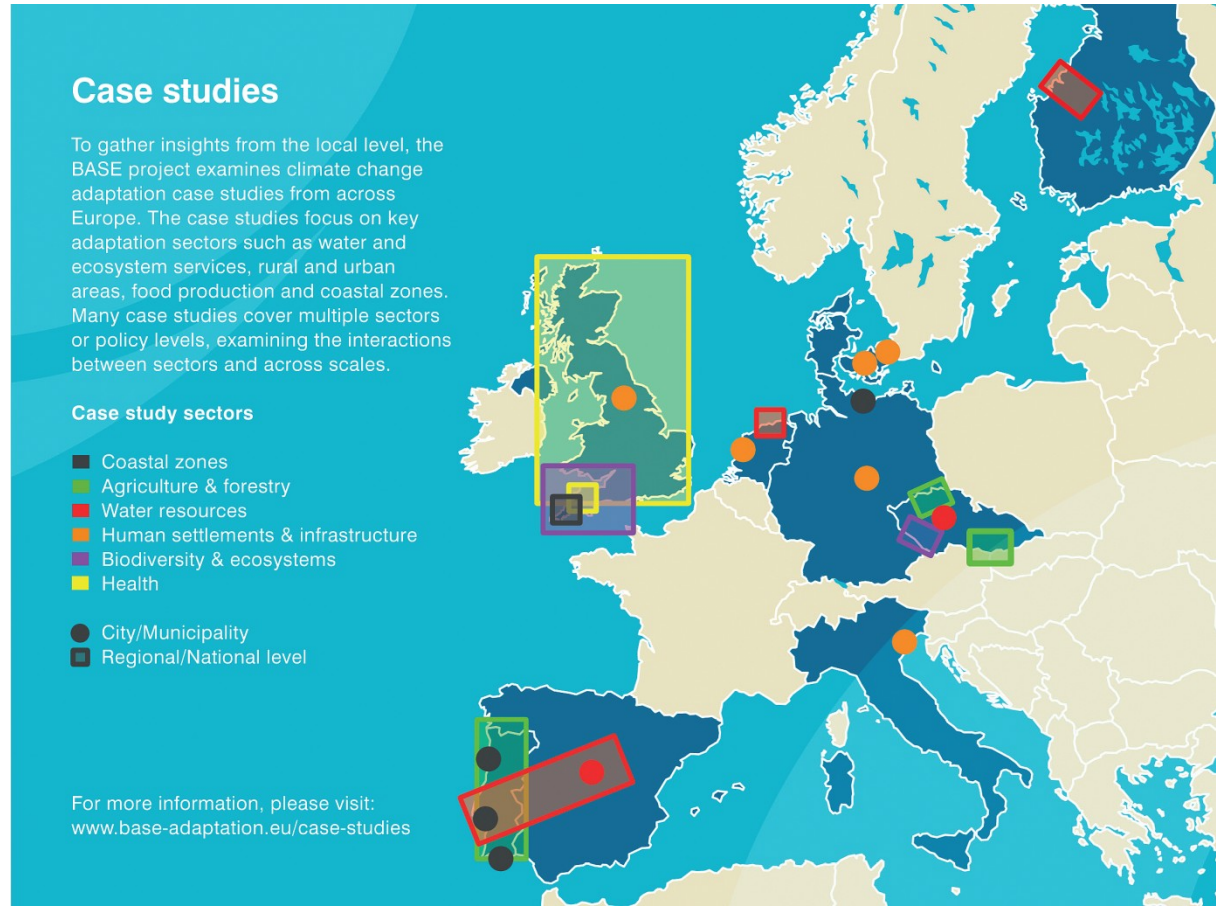 Case studies
To gather insights from the local level, the
BASE project examines climate change
adaptation case studies from across
Europe. The case studies focus on key
adaptation sectors such as water and
ecosystem services, rural and urban
areas, food production and coastal zones.
Many case studies cover multiple sectors
or policy levels, examining the interactions
between sectors and across scales.
Case study sectors
Coastal zones
Agriculture & forestry
Water resources
Human settlements & infrastructure
Biodiversity & ecosystems
Health
City/Municipality
Regional/National level
For more information, please visit:
www.base-adaptation.eu/case-studies